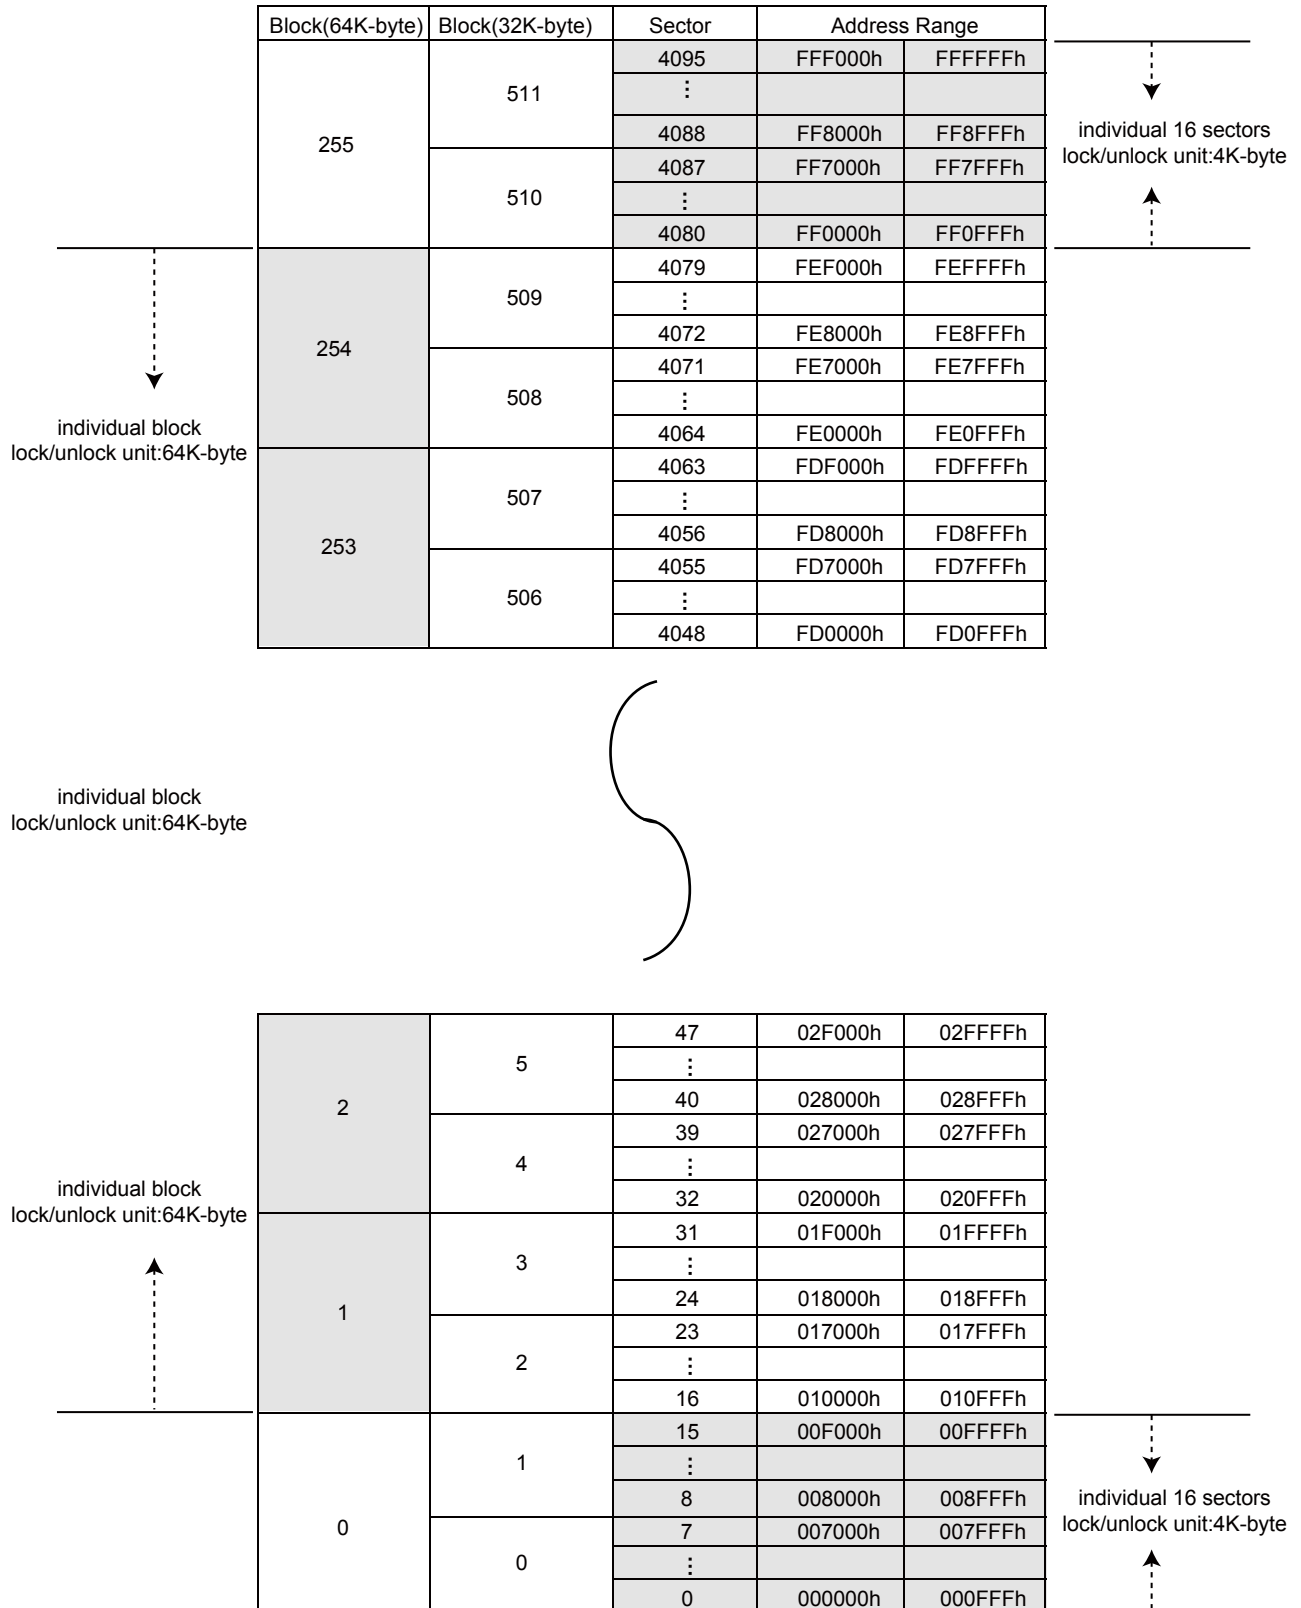 Block(64K-byte) Block(32K-byte) Sector Address Range
4095 FFF000h FFFFFFh
511
⋮
individual 16 sectors
lock/unlock unit:4K-byte
4088 FF8000h FF8FFFh
255
4087 FF7000h FF7FFFh
510
⋮
4080 FF0000h FF0FFFh
4079 FEF000h FEFFFFh
509
⋮
4072 FE8000h FE8FFFh
254
4071 FE7000h FE7FFFh
508
⋮
individual block
lock/unlock unit:64K-byte
4064 FE0000h FE0FFFh
4063 FDF000h FDFFFFh
507
⋮
4056 FD8000h FD8FFFh
253
4055 FD7000h FD7FFFh
506
⋮
4048 FD0000h FD0FFFh
individual block
lock/unlock unit:64K-byte
47 02F000h 02FFFFh
5
⋮
40 028000h 028FFFh
2
39 027000h 027FFFh
4
⋮
individual block
lock/unlock unit:64K-byte
32 020000h 020FFFh
31 01F000h 01FFFFh
3
⋮
24 018000h 018FFFh
1
23 017000h 017FFFh
2
⋮
16 010000h 010FFFh
15 00F000h 00FFFFh
1
⋮
8 008000h 008FFFh
individual 16 sectors
lock/unlock unit:4K-byte
0
7 007000h 007FFFh
0
⋮
0 000000h 000FFFh